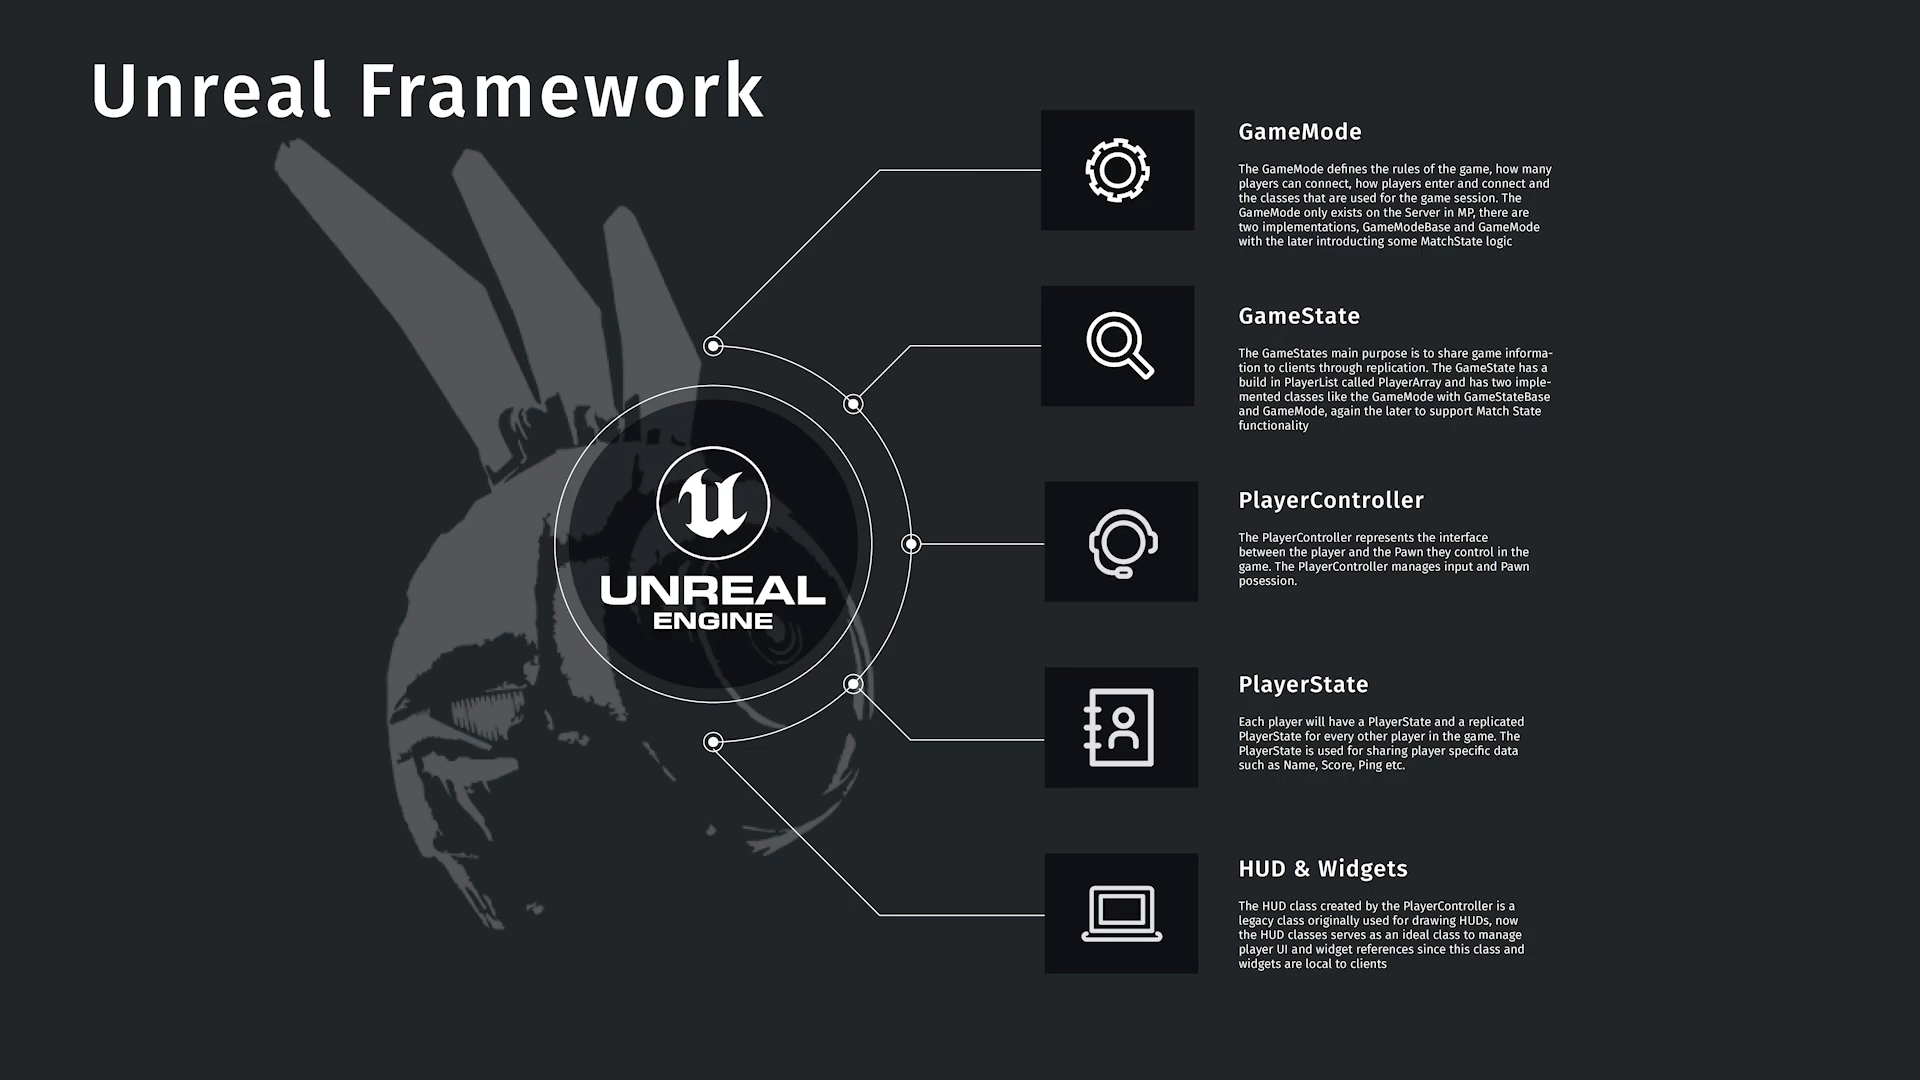 Unreal Framework
UNREAL
ENGINE
GameMode
The GameMode defines the rules of the game, how many
players can connect, how players enter and connect and
the classes that are used for the game session. The
GameMode only exists on the Server in MP, there are
two implementations, GameModeBase and GameMode
with the later introducting some MatchState logic
GameState
The GameStates main purpose is to share game informa-
tion to clients through replication. The GameState has a
build in PlayerList called PlayerArray and has two imple-
mented classes like the GameMode with GameStateBase
and GameMode, again the later to support Match State
functionality
PlayerController
The PlayerController represents the interface
between the player and the Pawn they control in the
game. The PlayerController manages input and Pawn
posession.
PlayerState
Each player will have a PlayerState and a replicated
PlayerState for every other player in the game. The
PlayerState is used for sharing player specific data
such as Name, Score, Ping etc.
HUD & Widgets
The HUD class created by the PlayerController is a
legacy class originally used for drawing HUDs, now
the HUD classes serves as an ideal class to manage
player UI and widget references since this class and
widgets are local to clients